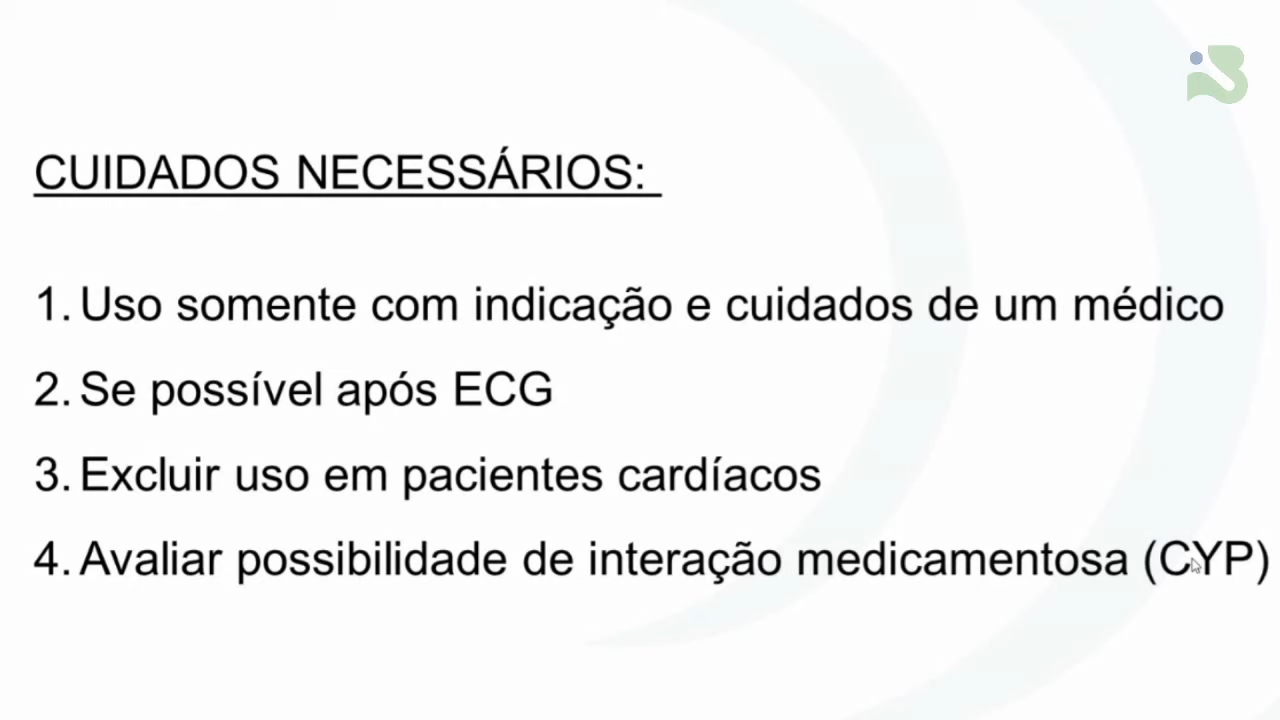 CUIDADOS NECESSÁRIOS:
1. Uso somente com indicação e cuidados de um médico
2. Se possível após ECG
3. Excluir uso em pacientes cardíacos
4. Avaliar possibilidade de interação medicamentosa (CYP)